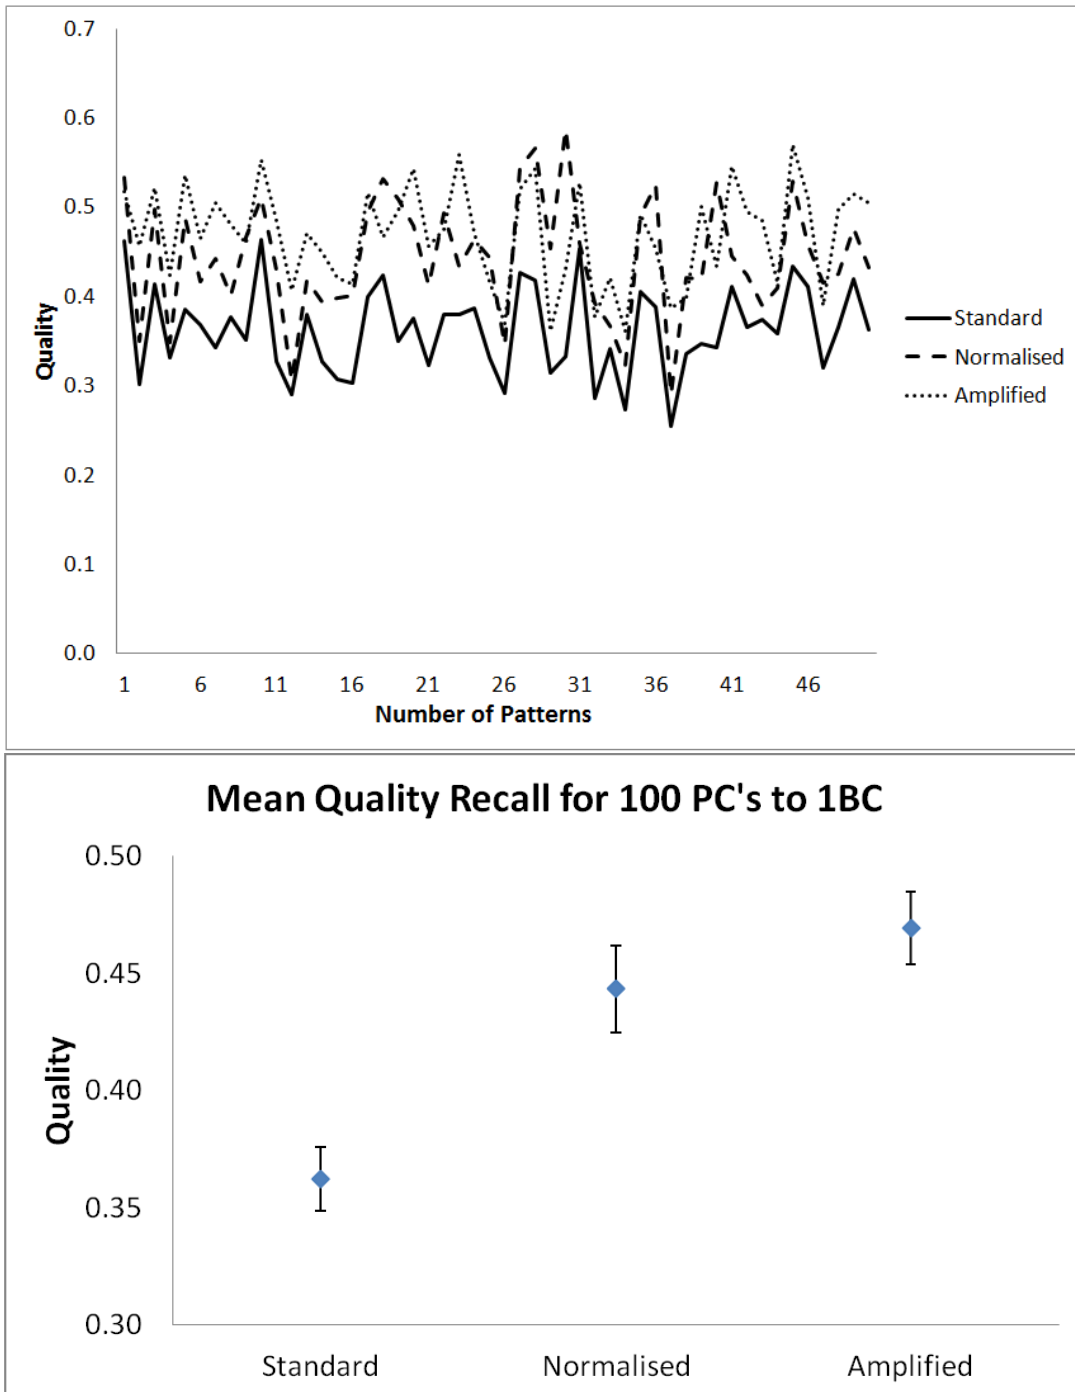 0.7
Quality
0.6
0.5
0.4
0.3
0.2
0.1
0.0
1 6 11 16 21 26 31 36 41 46
Number of Patterns
Standard
Normalised
Amplified
Mean Quality Recall for 100 PC's to 1BC
0.50
0.45
0.40
0.35
0.30
Quality
Standard Normalised Amplified